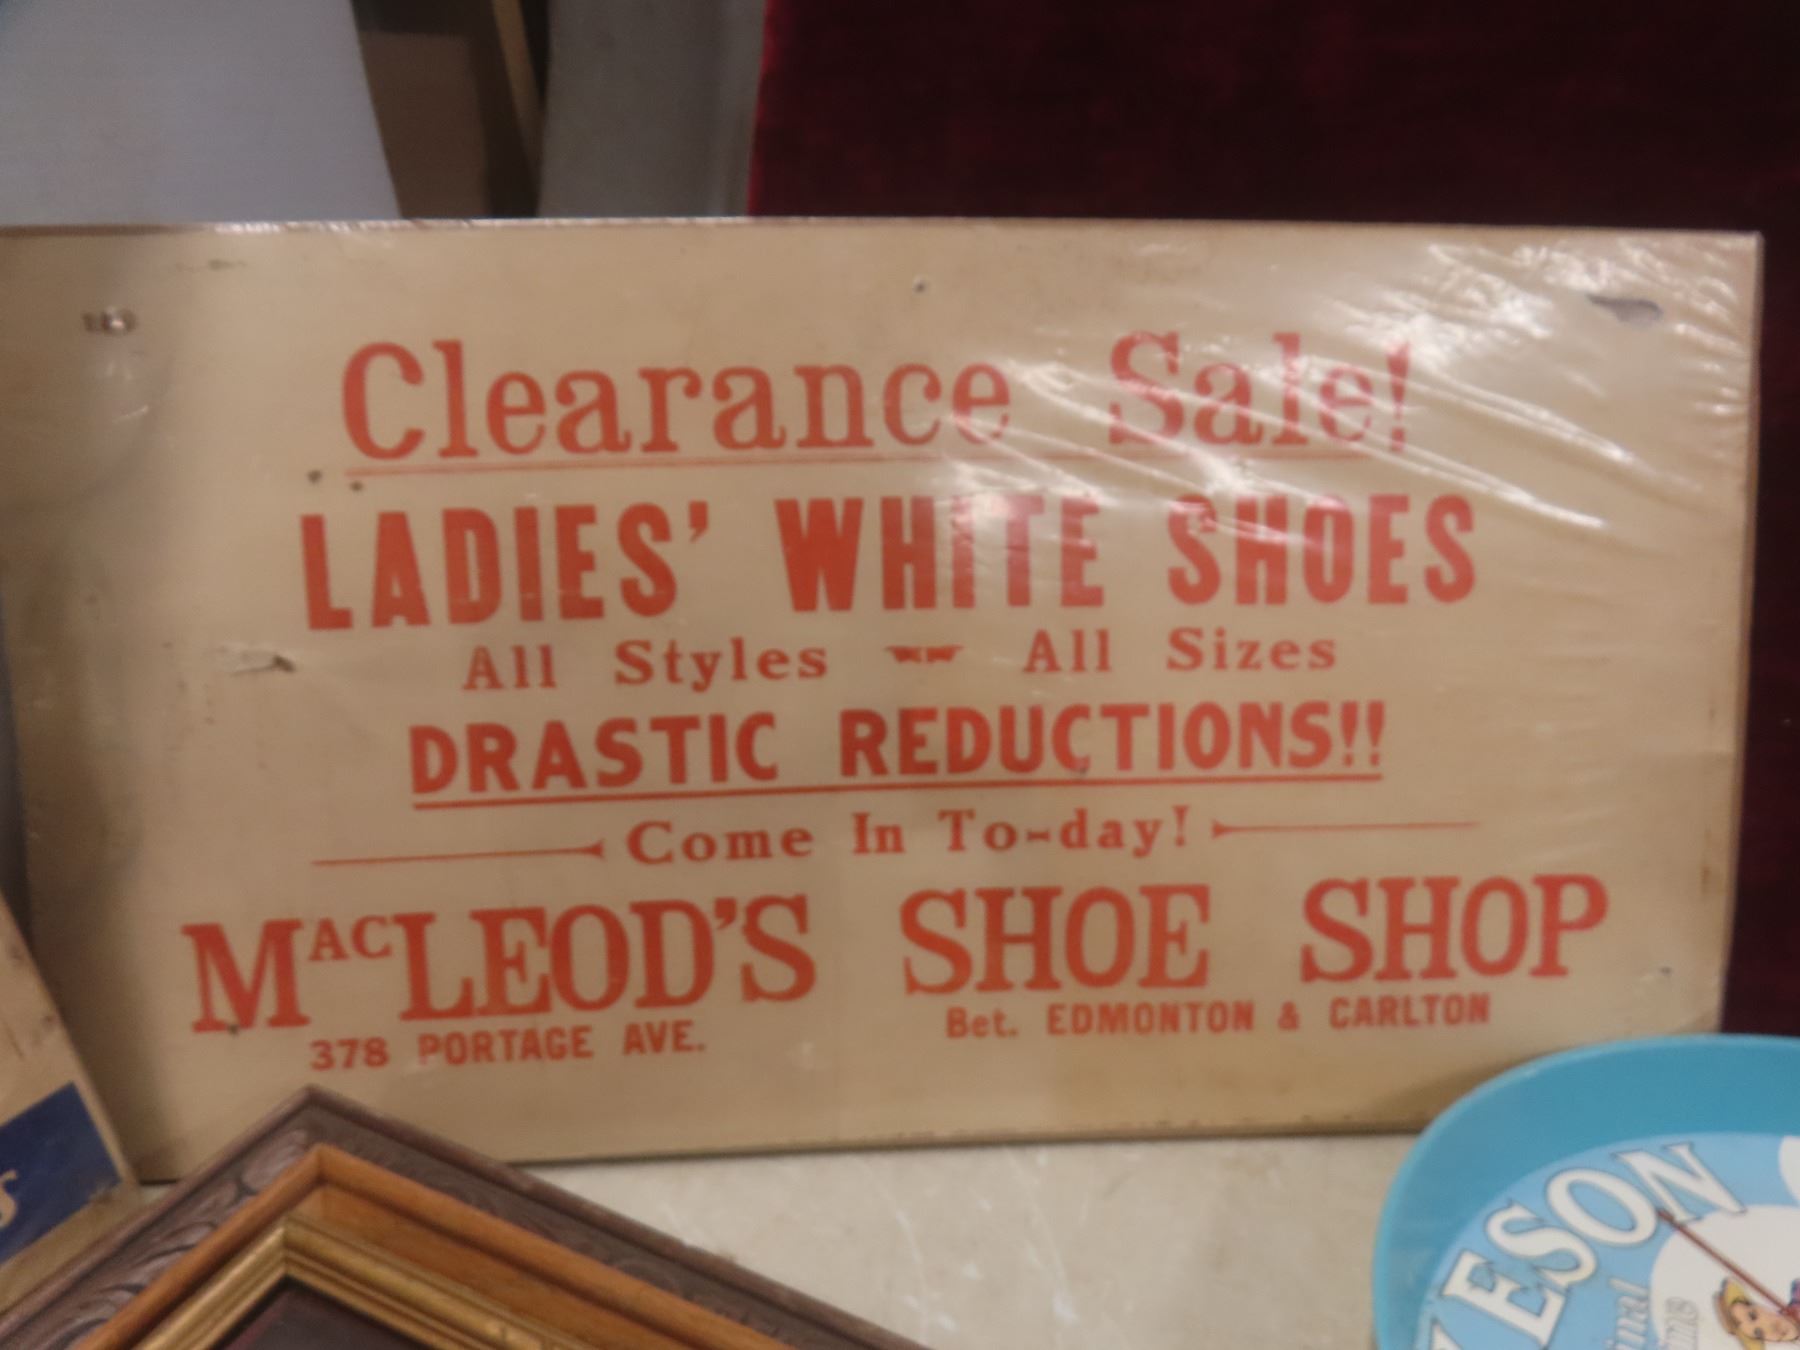 Clearance Sale!
LADIES' WHITE SHOES
All Styles All Sizes
DRASTIC REDUCTIONS!!
Come In To-day!
MACLEOD'S SHOE SHOP
378 PORTAGE AVE. Bet. EDMONTON & CARLTON
ESON